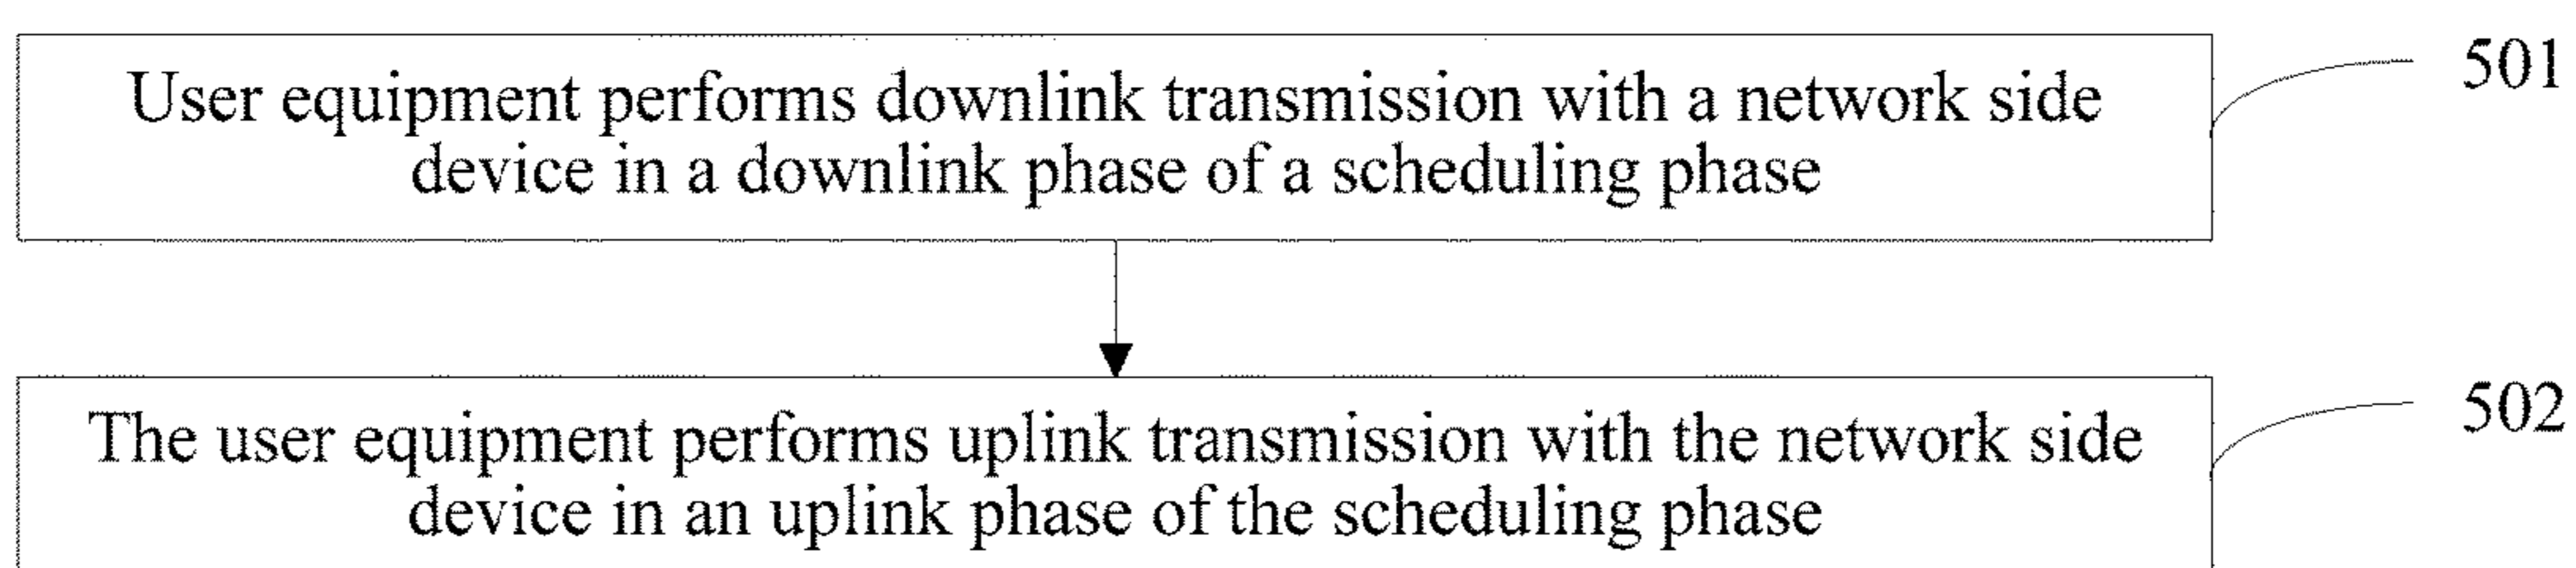 User equipment performs downlink transmission with a network side
device in a downlink phase of a scheduling phase
501
The user equipment performs uplink transmission with the network side
device in an uplink phase of the scheduling phase
502